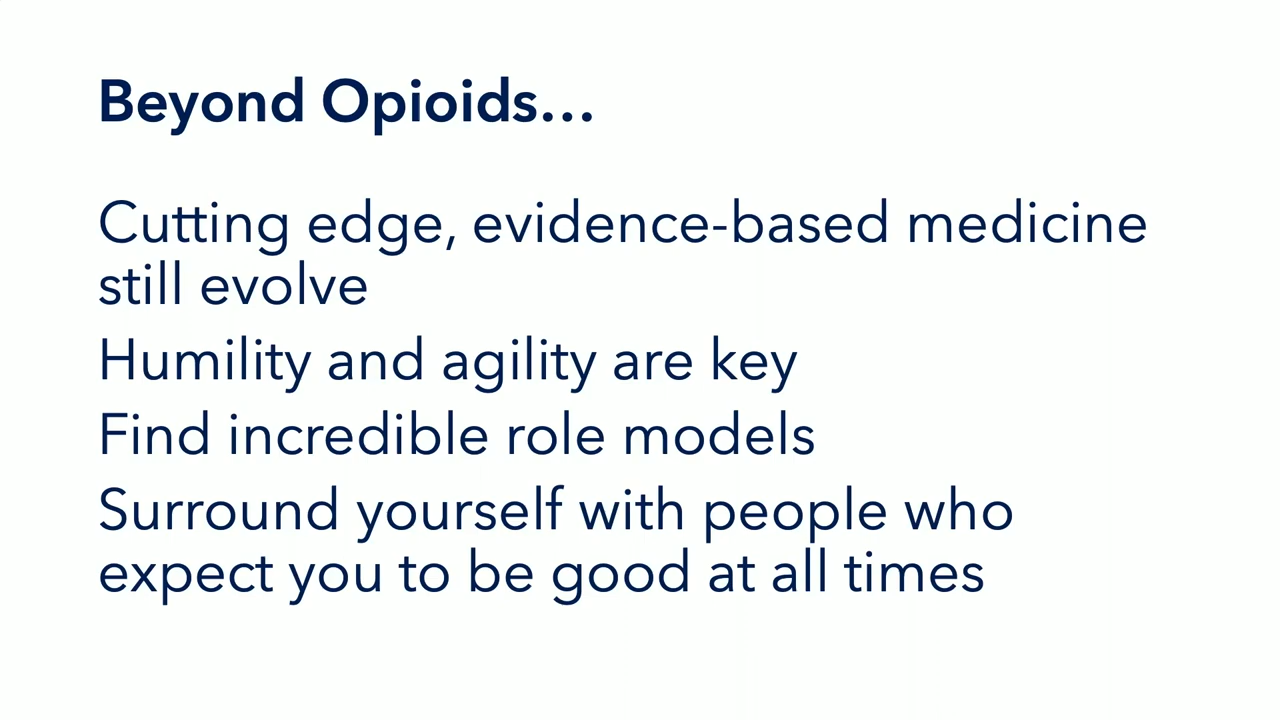 Beyond Opioids...
Cutting edge, evidence-based medicine
still evolve
Humility and agility are key
Find incredible role models
Surround yourself with people who
expect you to be good at all times